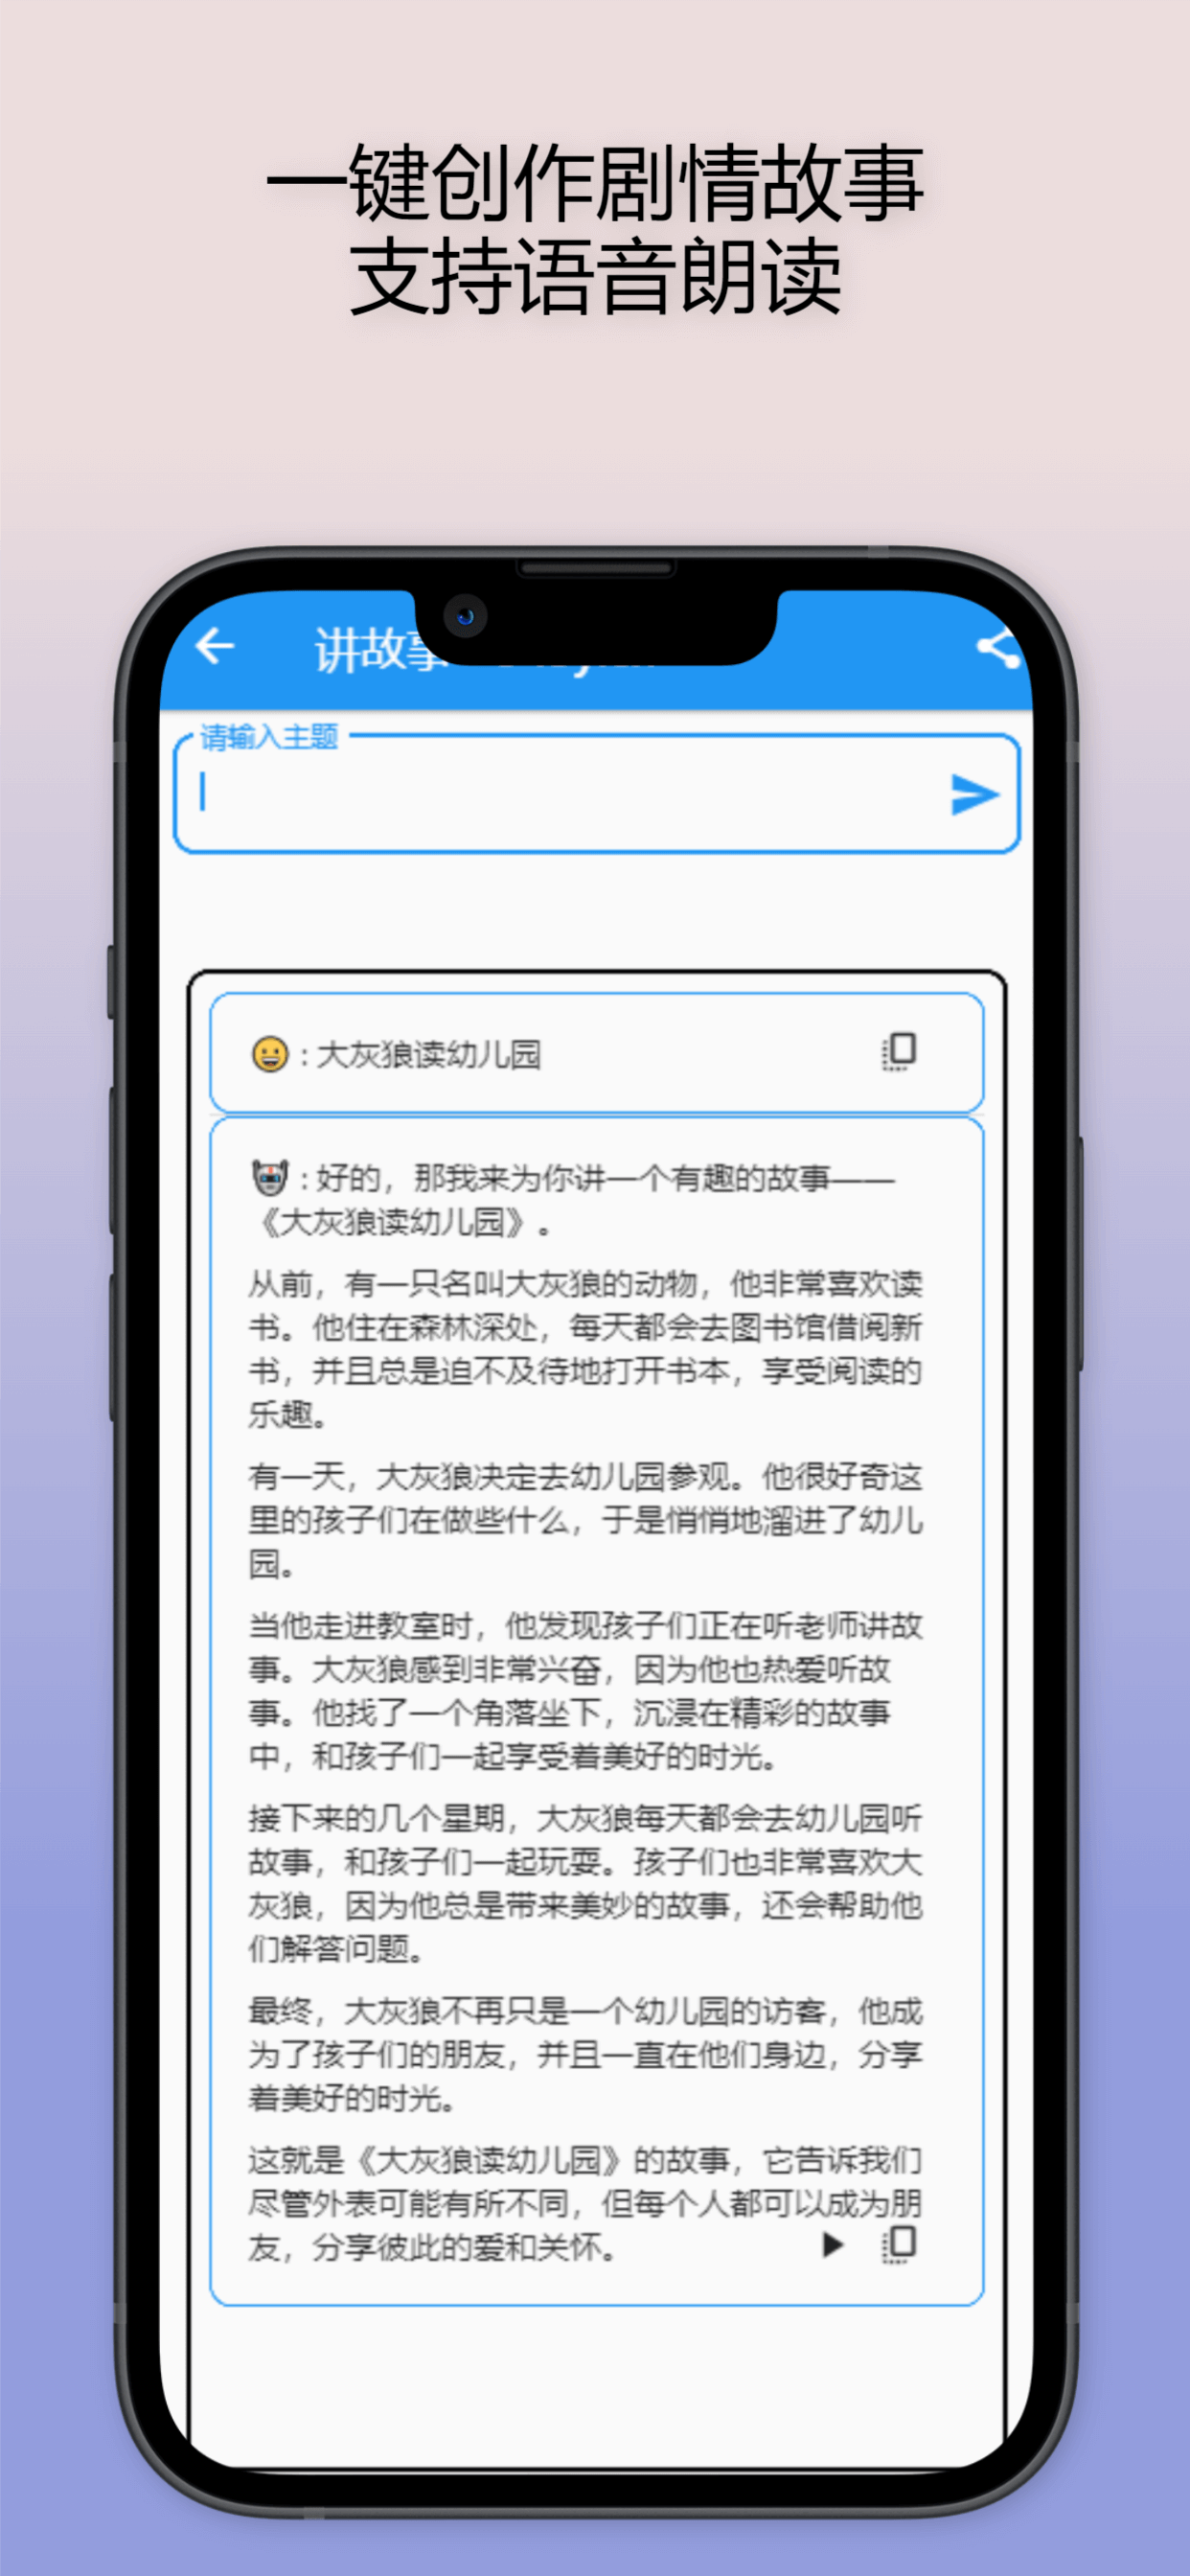 一键创作剧情故事
支持语音朗读
讲故事
请输入主题
😀 : 大灰狼读幼儿园
🤖 : 好的，那我来为你讲一个有趣的故事——
《大灰狼读幼儿园》。
从前，有一只名叫大灰狼的动物，他非常喜欢读
书。他住在森林深处，每天都会去图书馆借阅新
书，并且总是迫不及待地打开书本，享受阅读的
乐趣。
有一天，大灰狼决定去幼儿园参观。他很好奇这
里的孩子们在做些什么，于是悄悄地溜进了幼儿
园。
当他走进教室时，他发现孩子们正在听老师讲故
事。大灰狼感到非常兴奋，因为他也热爱听故
事。他找了一个角落坐下，沉浸在精彩的故事
中，和孩子们一起享受着美好的时光。
接下来的几个星期，大灰狼每天都会去幼儿园听
故事，和孩子们一起玩耍。孩子们也非常喜欢大
灰狼，因为他总是带来美妙的故事，还会帮助他
们解答问题。
最终，大灰狼不再只是一个幼儿园的访客，他成
为了孩子们的朋友，并且一直在他们身边，分享
着美好的时光。
这就是《大灰狼读幼儿园》的故事，它告诉我们
尽管外表可能有所不同，但每个人都可以成为朋
友，分享彼此的爱和关怀。